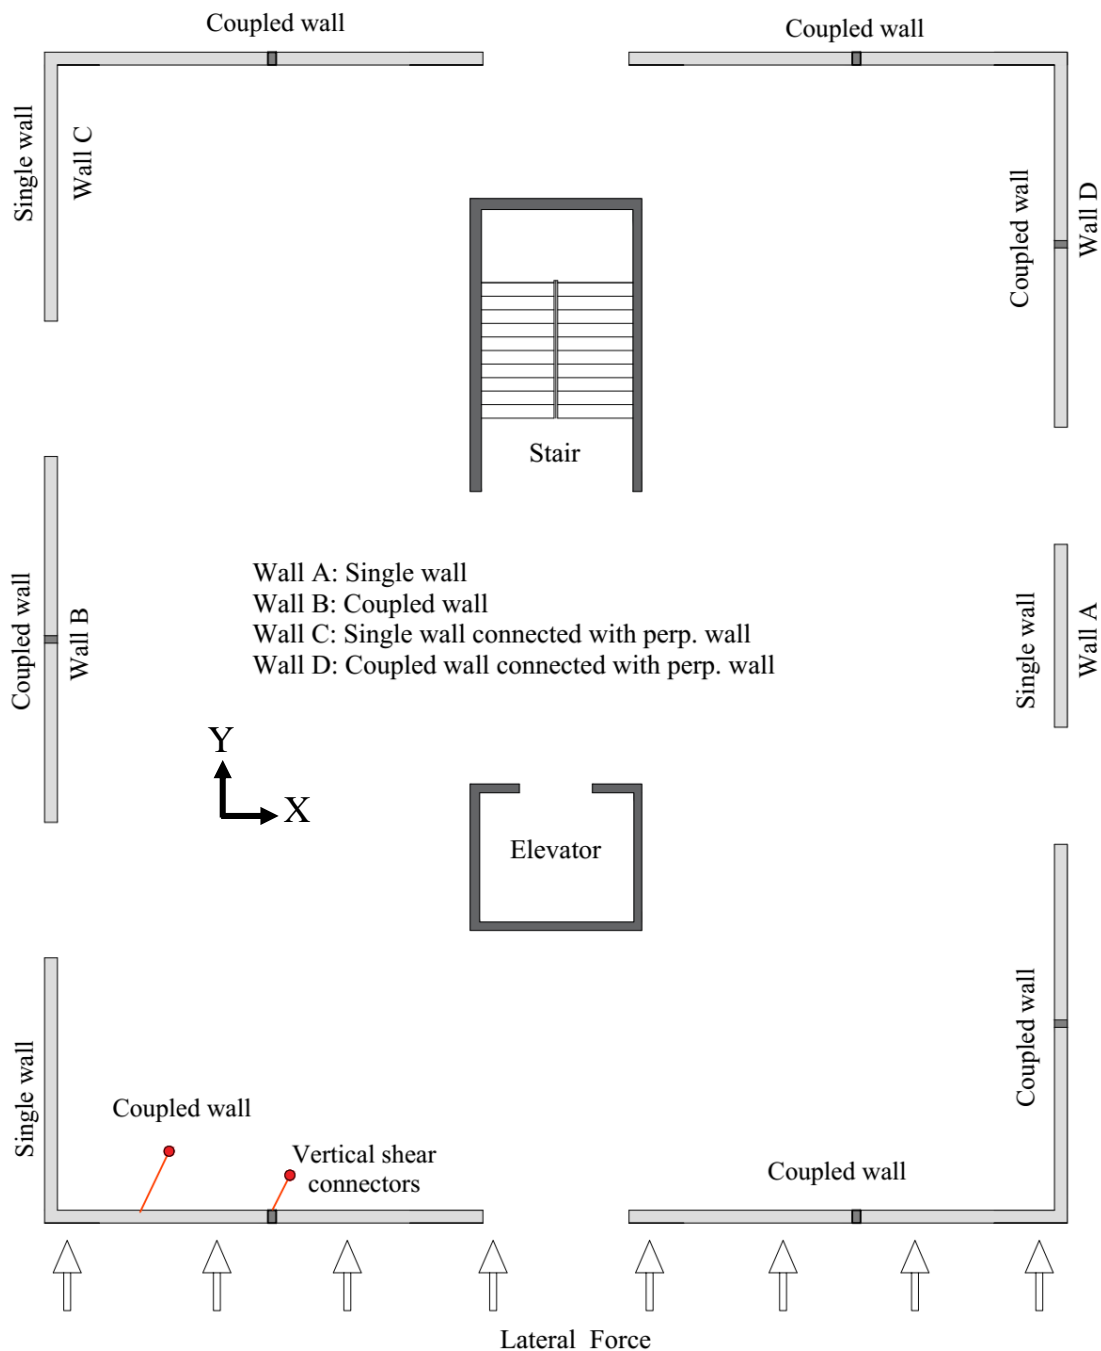 Coupled wall
Coupled wall
Single wall
Wall C
Coupled wall
Wall D
Stair
Wall A: Single wall
Wall B: Coupled wall
Wall C: Single wall connected with perp. wall
Wall D: Coupled wall connected with perp. wall
Coupled wall
Wall B
Single wall
Wall A
Y
X
Elevator
Single wall
Coupled wall
Coupled wall
Vertical shear
connectors
Coupled wall
Lateral Force